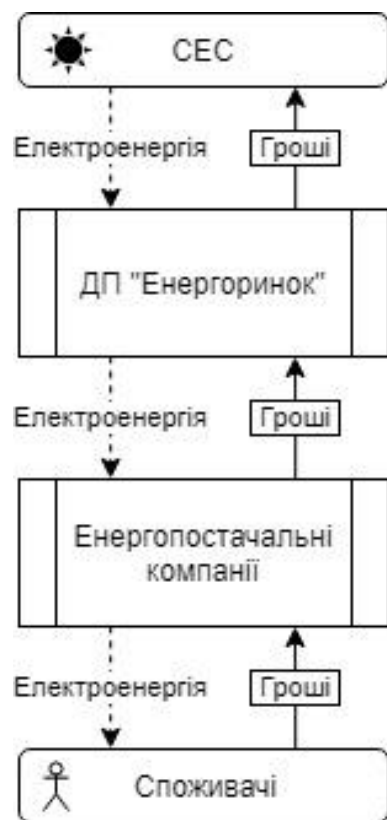 СЕС
Електроенергія
Гроші
ДП "Енергоринок"
Електроенергія
Гроші
Енергопостачальні
компанії
Електроенергія
Гроші
Споживачі